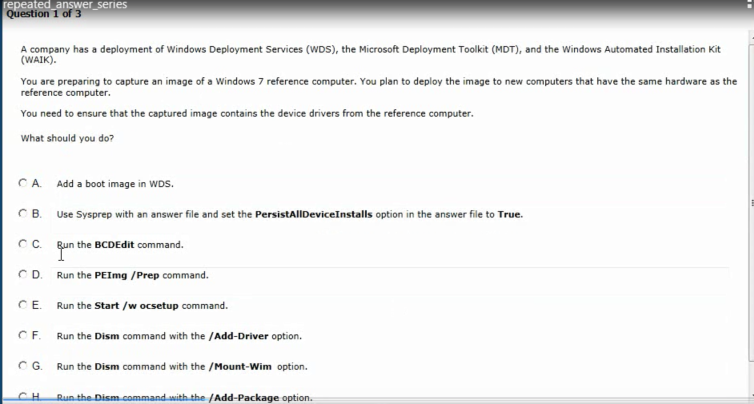 repeated_answer_series
Question 1 of 3
A company has a deployment of Windows Deployment Services (WDS), the Microsoft Deployment Toolkit (MDT), and the Windows Automated Installation Kit
(WAIK).
You are preparing to capture an image of a Windows 7 reference computer. You plan to deploy the image to new computers that have the same hardware as the
reference computer.
You need to ensure that the captured image contains the device drivers from the reference computer.
What should you do?
A. Add a boot image in WDS.
B. Use Sysprep with an answer file and set the PersistAllDeviceInstalls option in the answer file to True.
C. Run the BCDEdit command.
D. Run the PEImg /Prep command.
E. Run the Start /w ocsetup command.
F. Run the Dism command with the /Add-Driver option.
G. Run the Dism command with the /Mount-Wim option.
H. Run the Dism command with the /Add-Package option.